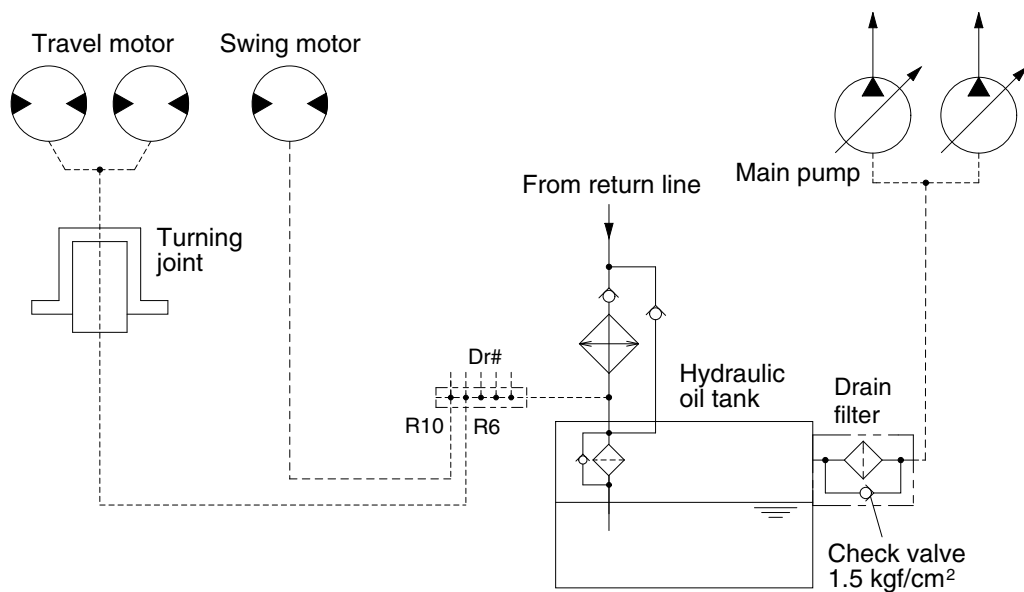 Travel motor
Swing motor
Main pump
From return line
Turning
joint
Dr#
R10
R6
Hydraulic
oil tank
Drain
filter
Check valve
1.5 kgf/cm²